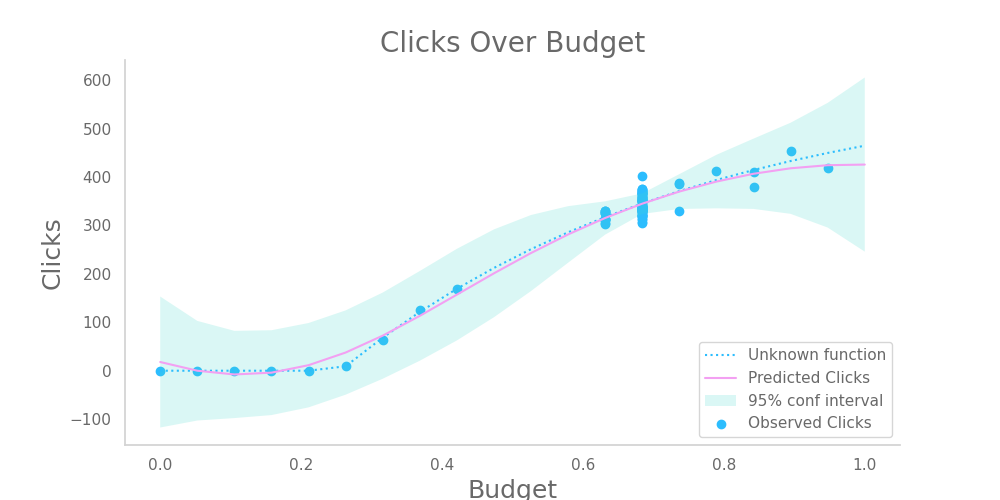 Clicks Over Budget
Clicks
600
500
400
300
200
100
0
−100
0.0 0.2 0.4 0.6 0.8 1.0
Budget
Unknown function
Predicted Clicks
95% conf interval
Observed Clicks